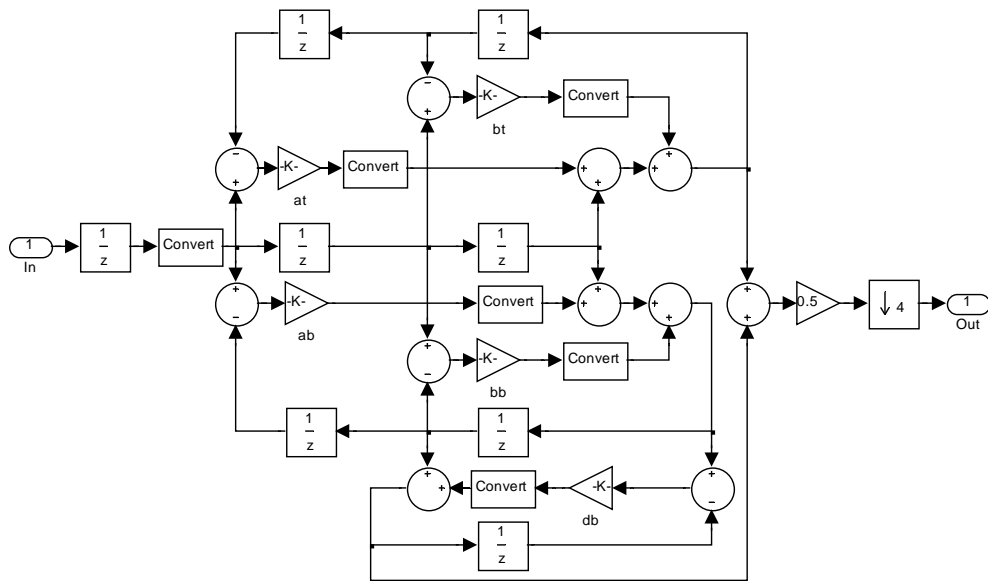 1
z
1
z
-
+
-K-
bt
Convert
-
+
-K-
at
Convert
+
+
+
+
1
In
1
z
Convert
1
z
1
z
+
-
-K-
ab
Convert
+
+
+
+
+
+
0.5
4
1
Out
+
-
-K-
bb
Convert
1
z
1
z
+
+
Convert
-K-
db
+
-
1
z